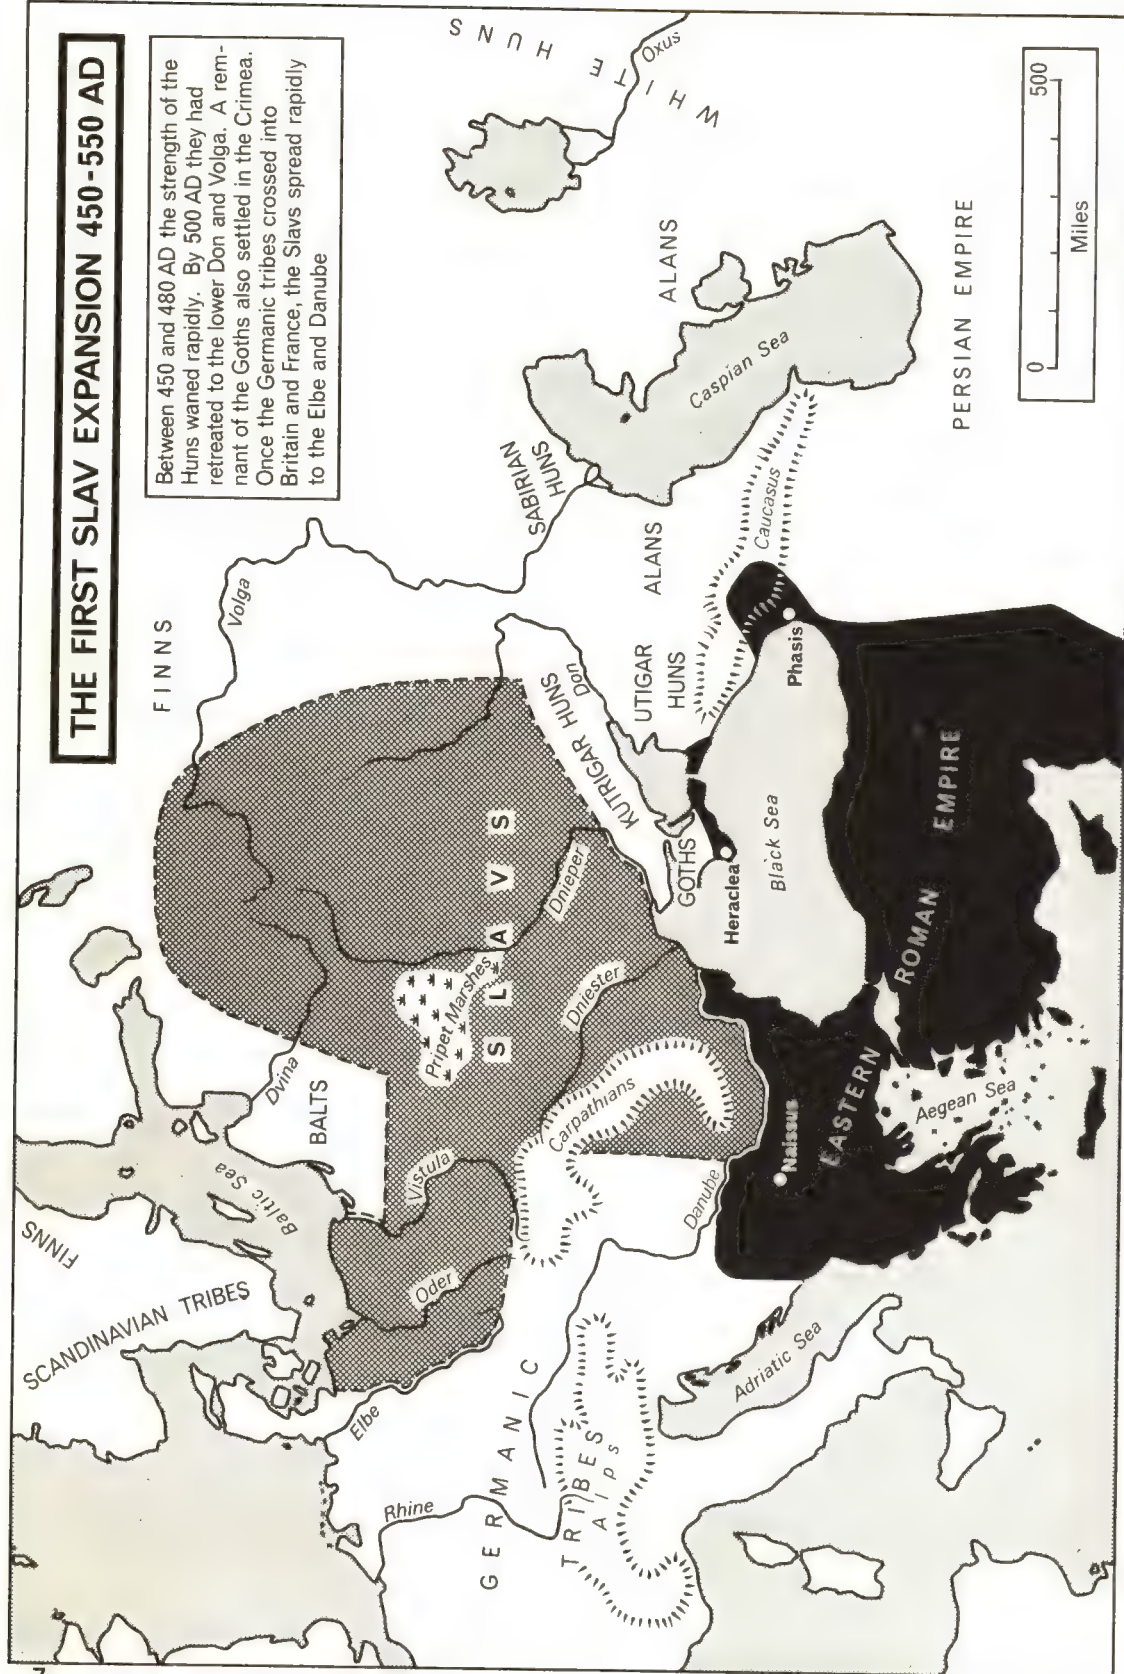 THE FIRST SLAV EXPANSION 450-550 AD
Between 450 and 480 AD the strength of the
Huns waned rapidly. By 500 AD they had
retreated to the lower Don and Volga. A rem-
nant of the Goths also settled in the Crimea.
Once the Germanic tribes crossed into
Britain and France, the Slavs spread rapidly
to the Elbe and Danube
FINNS
SCANDINAVIAN TRIBES
Baltic Sea
BALTS
Dvina
FINNS
Volga
Elbe
Oder
Vistula
Pripet Marshes
SLAVS
Dnieper
Dniester
Carpathians
KUTRIGAR HUNS
Don
UTIGAR
HUNS
ALANS
SABIRIAN
HUNS
ALANS
WHITE HUNS
Oxus
Rhine
GERMANIC
TRIBES
Alps
Danube
Adriatic Sea
Naissus
GOTHS
Heraclea
Black Sea
Phasis
Caucasus
Caspian Sea
EASTERN ROMAN EMPIRE
Aegean Sea
PERSIAN EMPIRE
0 500
Miles
7